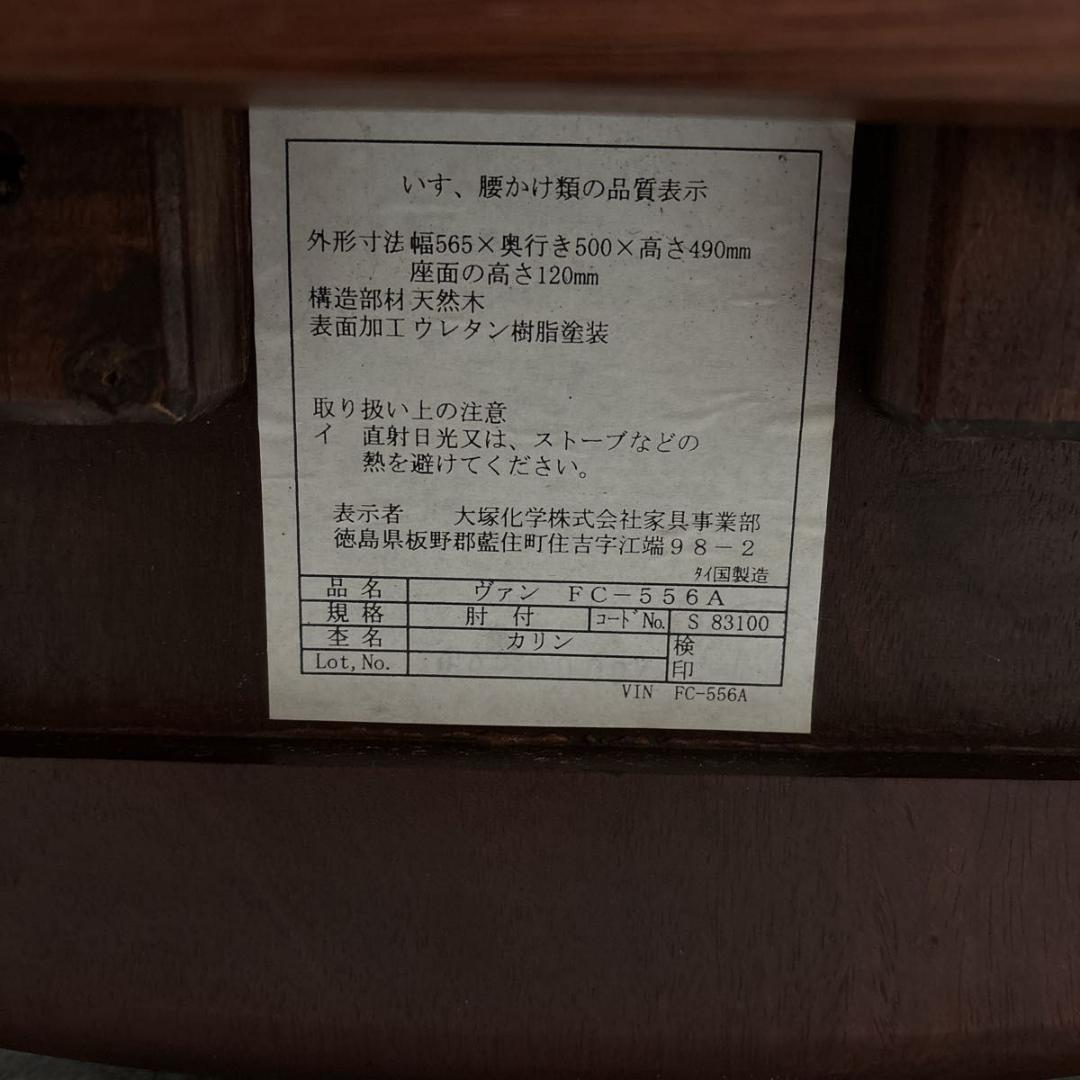 いす、腰かけ類の品質表示
外形寸法 幅565×奥行き500×高さ490mm
座面の高さ120mm
構造部材 天然木
表面加工 ウレタン樹脂塗装
取り扱い上の注意
イ 直射日光又は、ストーブなどの
熱を避けてください。
表示者 大塚化学株式会社家具事業部
徳島県板野郡藍住町住吉字江端98-2
タイ国製造
品名 ヴァン FC-556A
規格 肘付 コードNo. S 83100
杢名 カリン 検
Lot,No. 印
VIN FC-556A